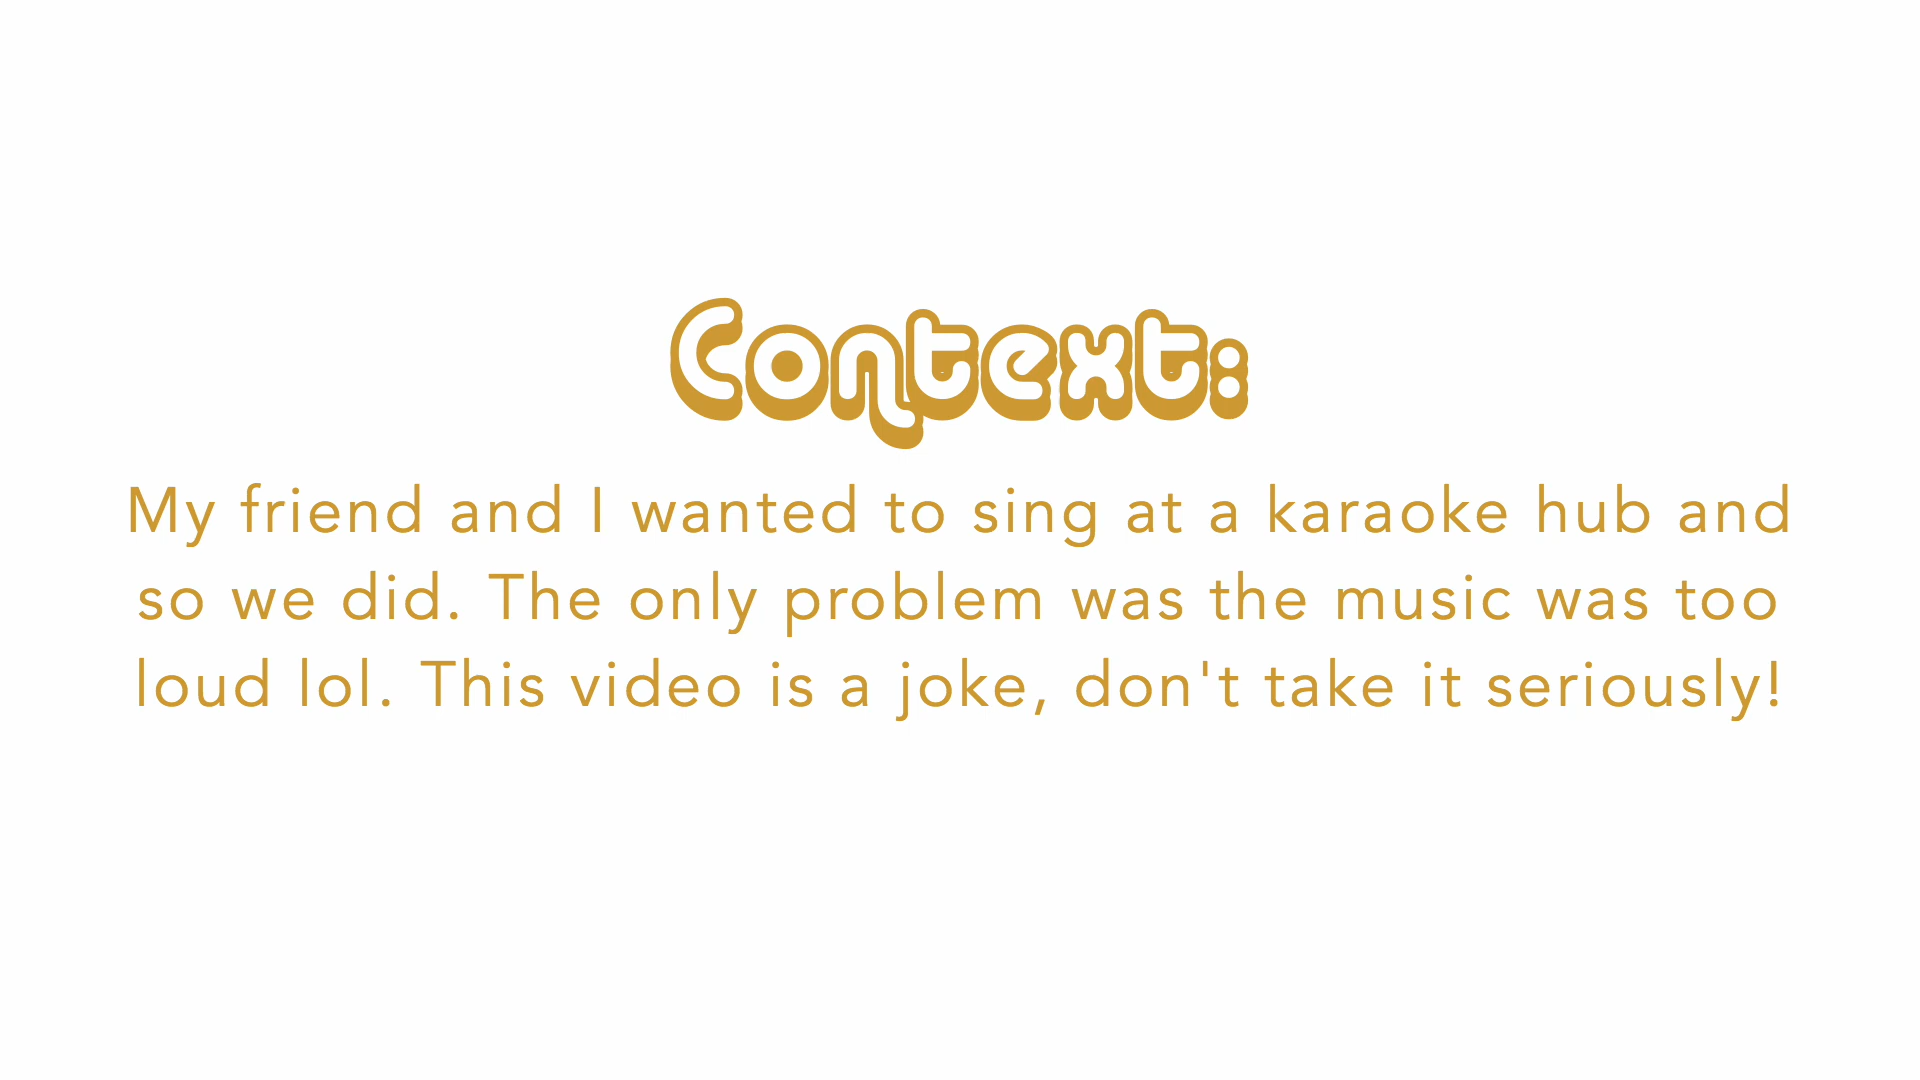 Context:
My friend and I wanted to sing at a karaoke hub and
so we did. The only problem was the music was too
loud lol. This video is a joke, don't take it seriously!